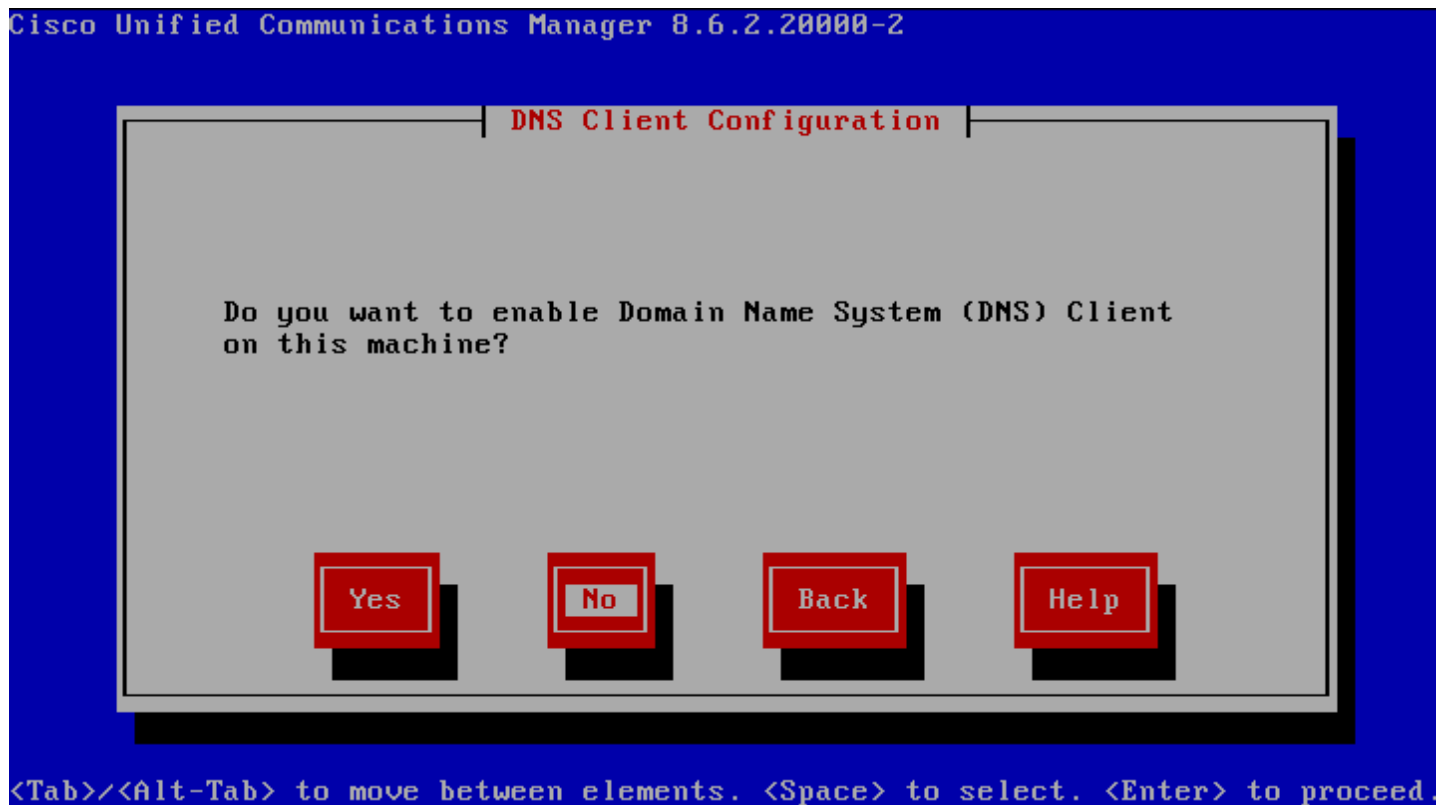 Cisco Unified Communications Manager 8.6.2.20000-2
DNS Client Configuration
Do you want to enable Domain Name System (DNS) Client
on this machine?
Yes No Back Help
<Tab>/<Alt-Tab> to move between elements. <Space> to select. <Enter> to proceed.